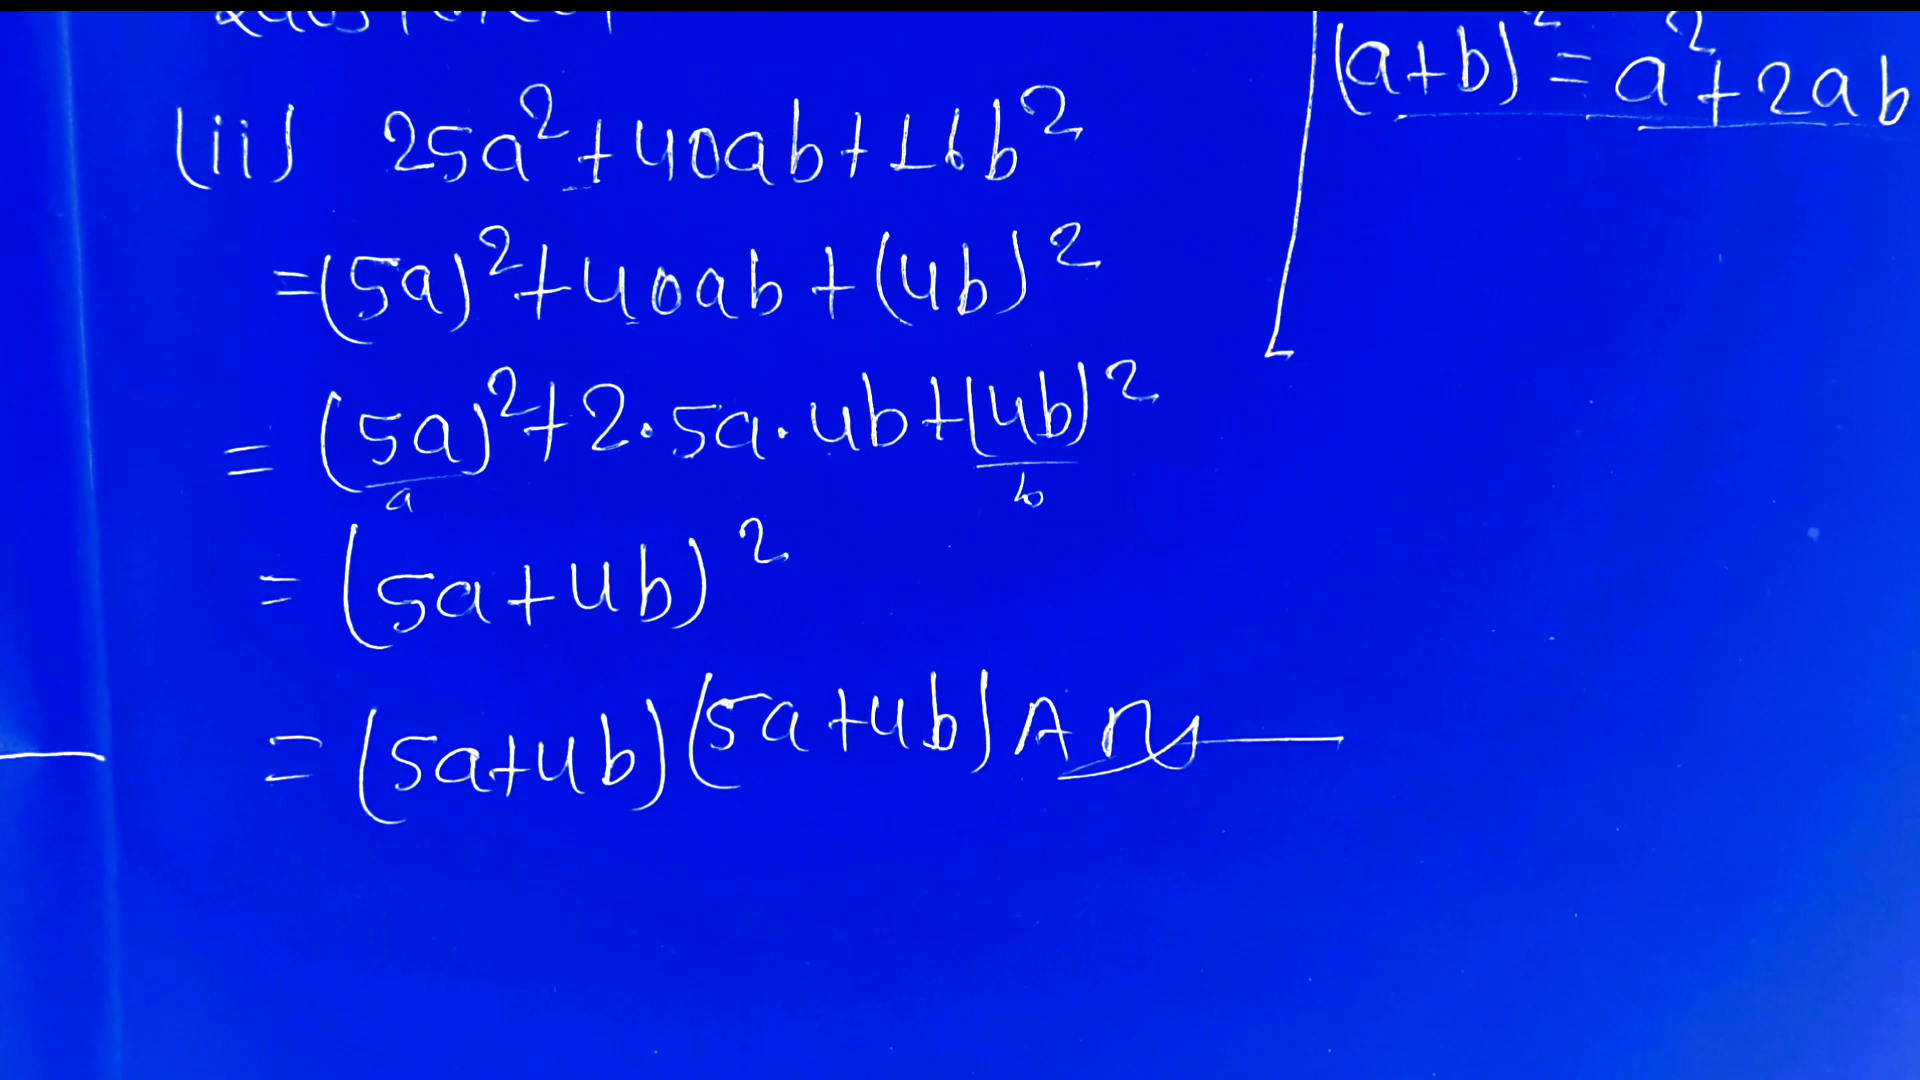 (ii) 25a²+40ab+16b²
=(5a)²+40ab+(4b)²
=(5a)²+2·5a·4b+(4b)²
a b
=(5a+4b)²
=(5a+4b)(5a+4b) Ans
(a+b)²=a²+2ab